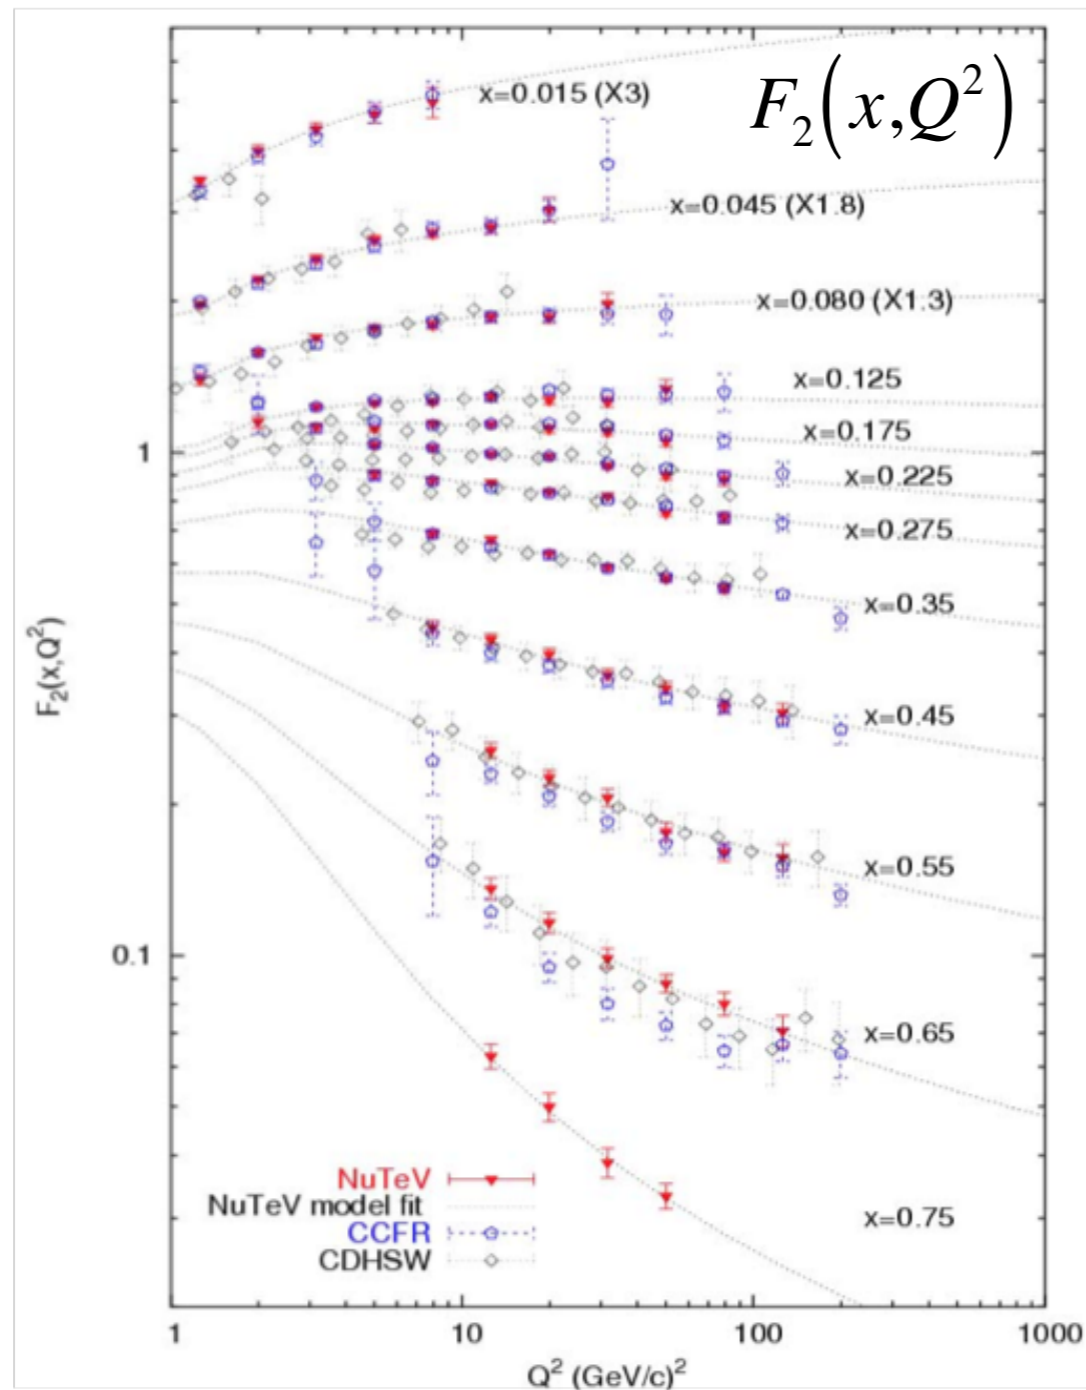 F₂(x,Q²)
x=0.015 (X3)
x=0.045 (X1.8)
x=0.080 (X1.3)
x=0.125
x=0.175
x=0.225
x=0.275
x=0.35
x=0.45
x=0.55
x=0.65
x=0.75
1
0.1
F₂(x,Q²)
NuTeV
NuTeV model fit
CCFR
CDHSW
1 10 100 1000
Q² (GeV/c)²